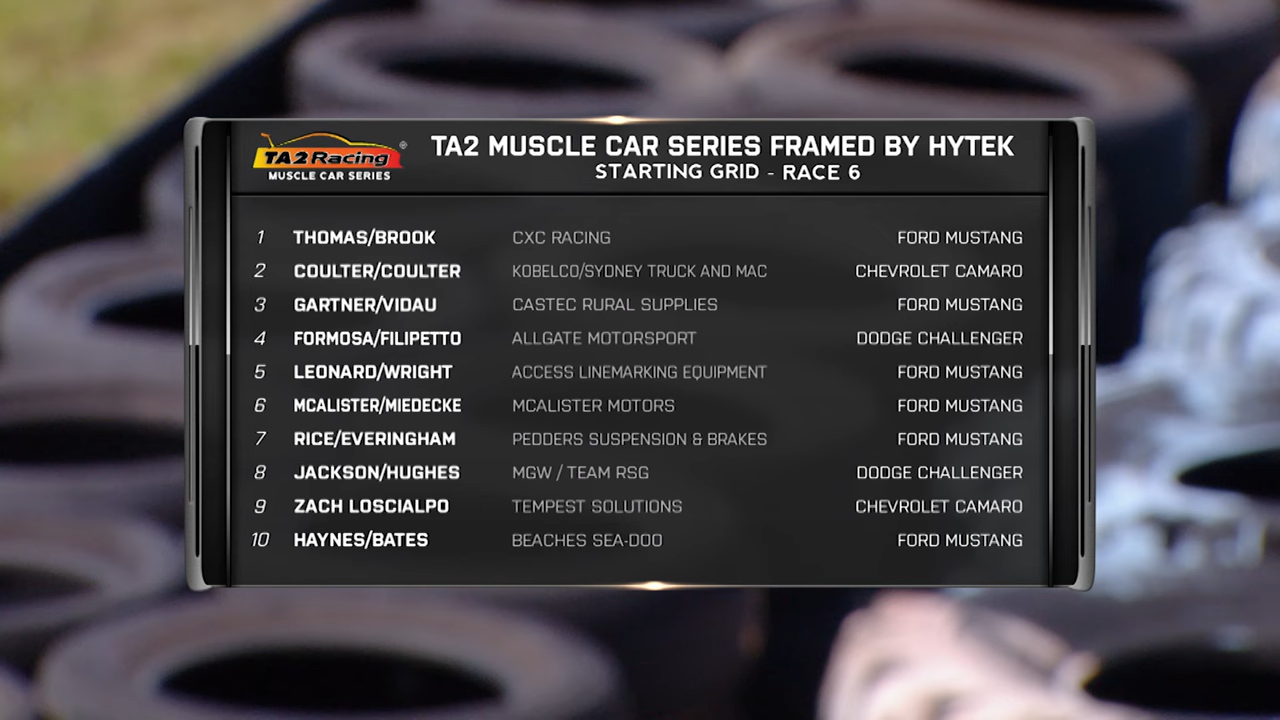 TA2 Racing®
MUSCLE CAR SERIES
TA2 MUSCLE CAR SERIES FRAMED BY HYTEK
STARTING GRID - RACE 6
1 THOMAS/BROOK CXC RACING FORD MUSTANG
2 COULTER/COULTER KOBELCO/SYDNEY TRUCK AND MAC CHEVROLET CAMARO
3 GARTNER/VIDAU CASTEC RURAL SUPPLIES FORD MUSTANG
4 FORMOSA/FILIPETTO ALLGATE MOTORSPORT DODGE CHALLENGER
5 LEONARD/WRIGHT ACCESS LINEMARKING EQUIPMENT FORD MUSTANG
6 MCALISTER/MIEDECKE MCALISTER MOTORS FORD MUSTANG
7 RICE/EVERINGHAM PEDDERS SUSPENSION & BRAKES FORD MUSTANG
8 JACKSON/HUGHES MGW / TEAM RSG DODGE CHALLENGER
9 ZACH LOSCIALPO TEMPEST SOLUTIONS CHEVROLET CAMARO
10 HAYNES/BATES BEACHES SEA-DOO FORD MUSTANG